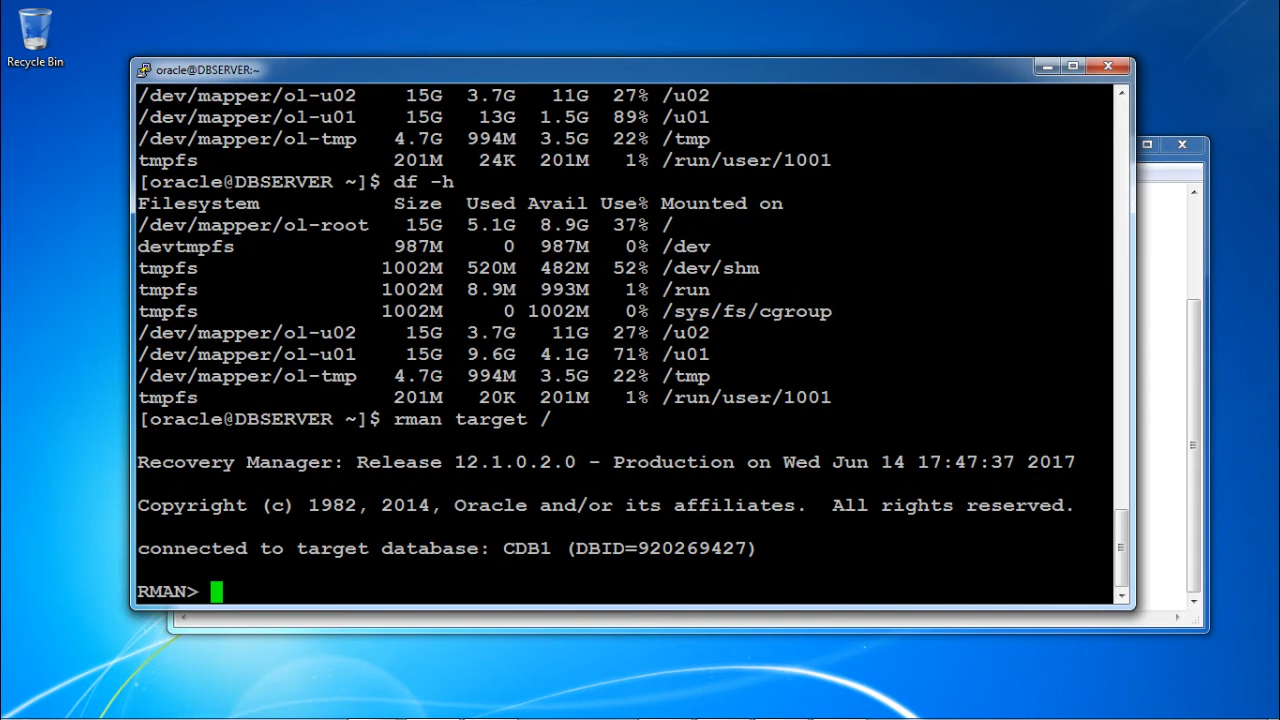 Recycle Bin
oracle@DBSERVER:~
/dev/mapper/ol-u02    15G  3.7G   11G  27% /u02
/dev/mapper/ol-u01    15G   13G  1.5G  89% /u01
/dev/mapper/ol-tmp   4.7G  994M  3.5G  22% /tmp
tmpfs                201M   24K  201M   1% /run/user/1001
[oracle@DBSERVER ~]$ df -h
Filesystem           Size  Used Avail Use% Mounted on
/dev/mapper/ol-root   15G  5.1G  8.9G  37% /
devtmpfs             987M     0  987M   0% /dev
tmpfs               1002M  520M  482M  52% /dev/shm
tmpfs               1002M  8.9M  993M   1% /run
tmpfs               1002M     0 1002M   0% /sys/fs/cgroup
/dev/mapper/ol-u02    15G  3.7G   11G  27% /u02
/dev/mapper/ol-u01    15G  9.6G  4.1G  71% /u01
/dev/mapper/ol-tmp   4.7G  994M  3.5G  22% /tmp
tmpfs                201M   20K  201M   1% /run/user/1001
[oracle@DBSERVER ~]$ rman target /
Recovery Manager: Release 12.1.0.2.0 - Production on Wed Jun 14 17:47:37 2017
Copyright (c) 1982, 2014, Oracle and/or its affiliates.  All rights reserved.
connected to target database: CDB1 (DBID=920269427)
RMAN>